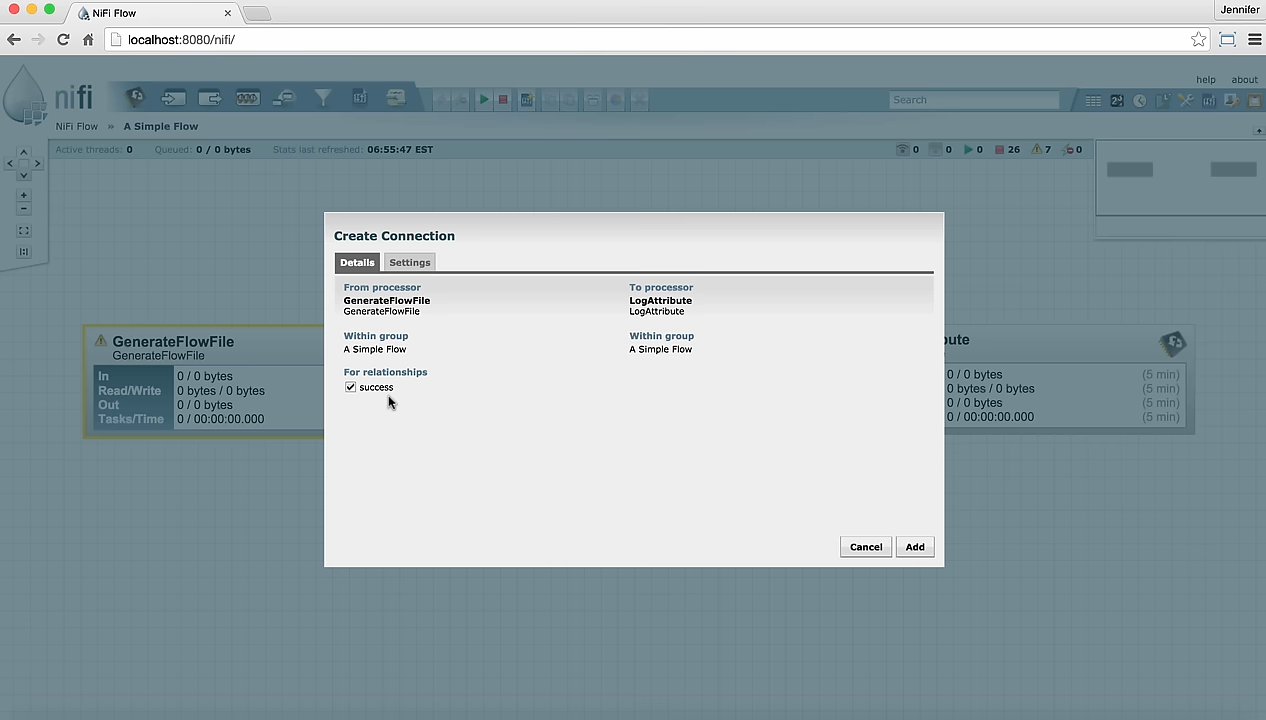 NiFi Flow
Jennifer
localhost:8080/nifi/
help about
nifi
Search
NiFi Flow » A Simple Flow
Active threads: 0 Queued: 0 / 0 bytes Stats last refreshed: 06:55:47 EST 0 0 0 26 7 0
Create Connection
Details Settings
From processor To processor
GenerateFlowFile LogAttribute
GenerateFlowFile LogAttribute
Within group Within group
A Simple Flow A Simple Flow
For relationships
success
Cancel Add
GenerateFlowFile
GenerateFlowFile
In 0 / 0 bytes
Read/Write 0 bytes / 0 bytes
Out 0 / 0 bytes
Tasks/Time 0 / 00:00:00.000
bute
0 / 0 bytes (5 min)
0 bytes / 0 bytes (5 min)
0 / 0 bytes (5 min)
0 / 00:00:00.000 (5 min)